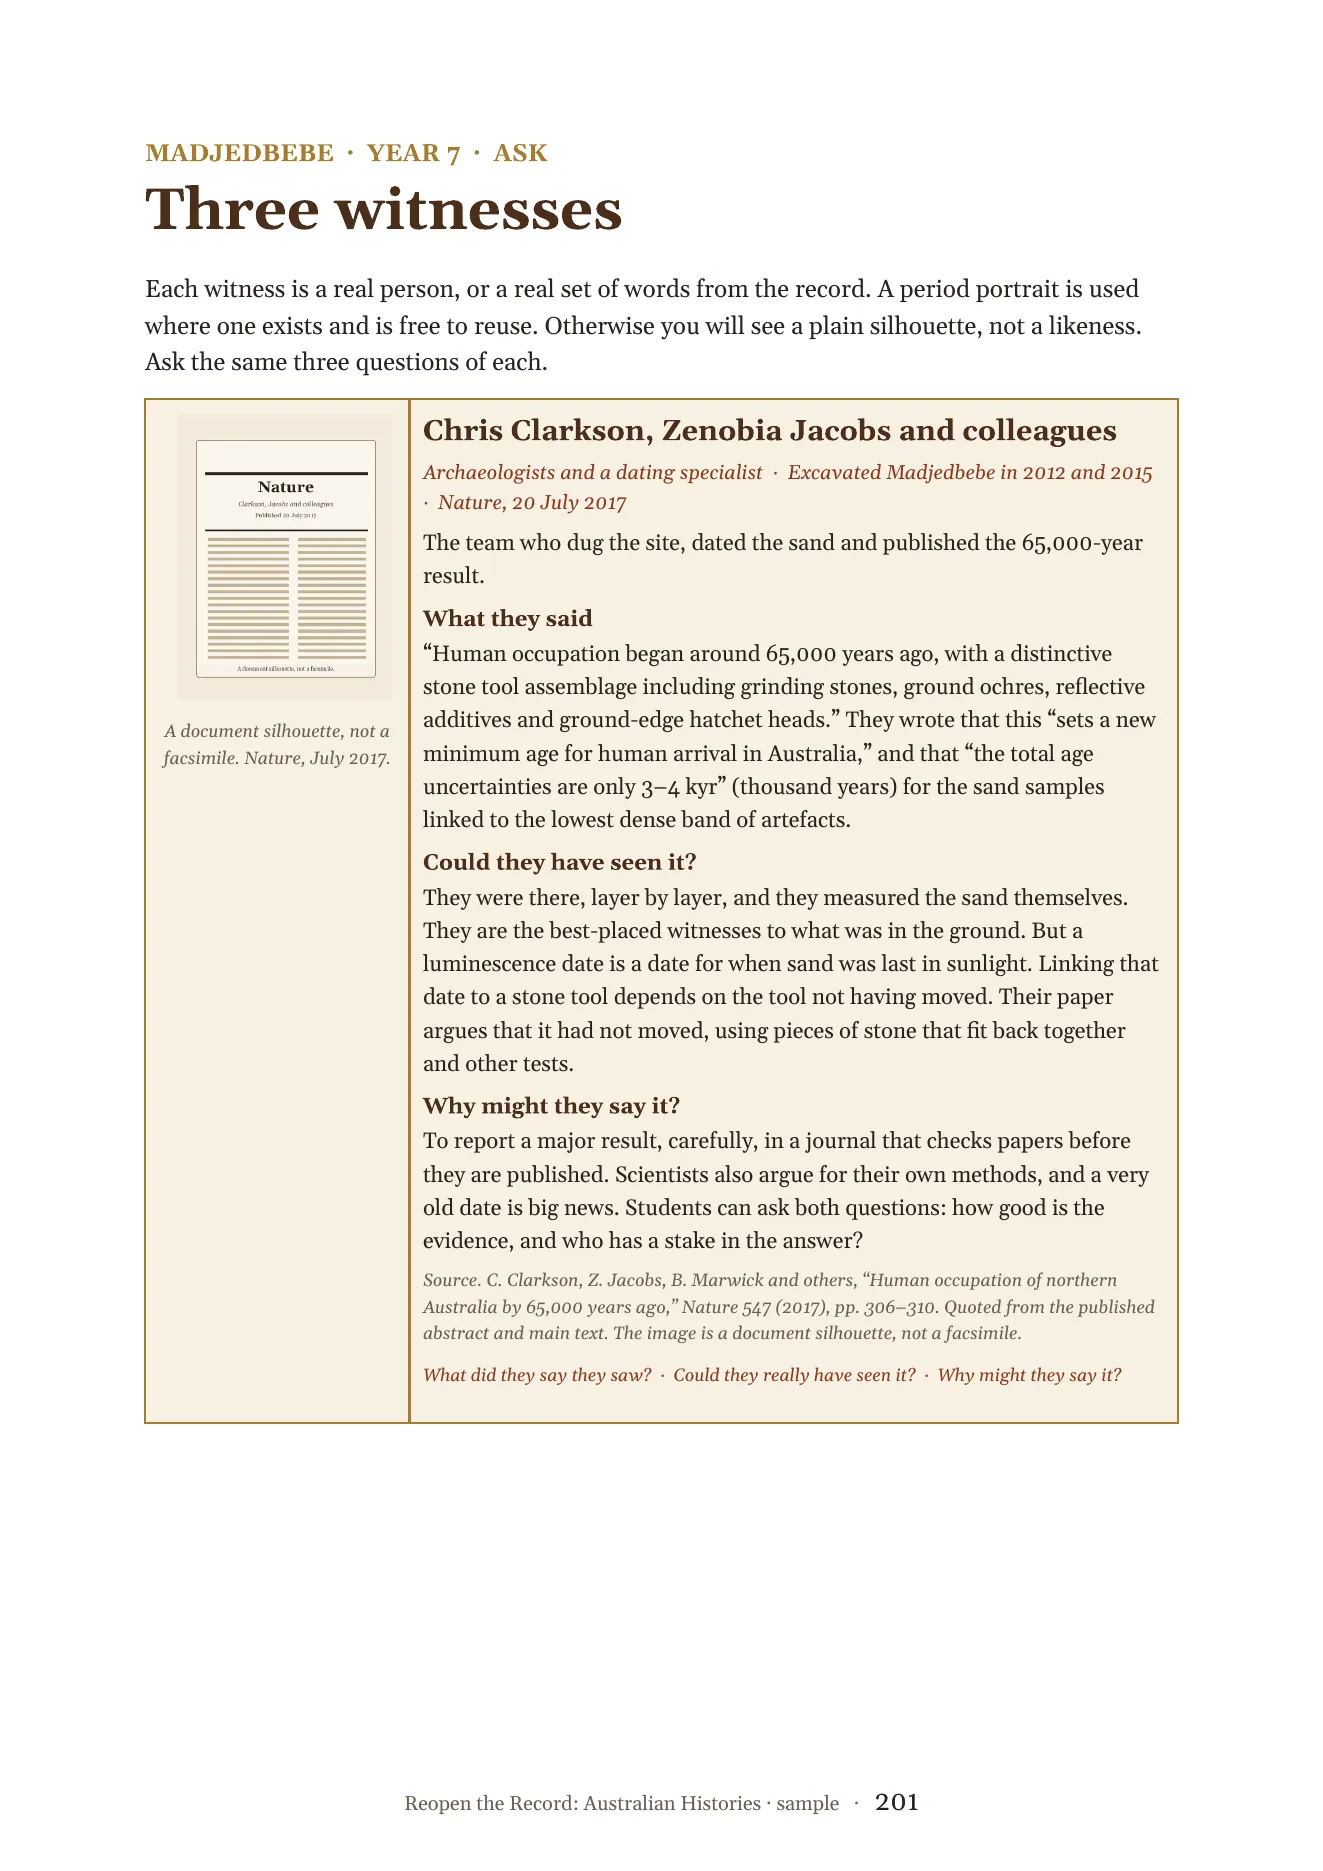 MADJEDBEBE · YEAR 7 · ASK
Three witnesses
Each witness is a real person, or a real set of words from the record. A period portrait is used
where one exists and is free to reuse. Otherwise you will see a plain silhouette, not a likeness.
Ask the same three questions of each.
Nature
Clarkson, Jacobs and colleagues
Published 20 July 2017
A document silhouette, not a facsimile.
A document silhouette, not a
facsimile. Nature, July 2017.
Chris Clarkson, Zenobia Jacobs and colleagues
Archaeologists and a dating specialist · Excavated Madjedbebe in 2012 and 2015
· Nature, 20 July 2017
The team who dug the site, dated the sand and published the 65,000-year
result.
What they said
“Human occupation began around 65,000 years ago, with a distinctive
stone tool assemblage including grinding stones, ground ochres, reflective
additives and ground-edge hatchet heads.” They wrote that this “sets a new
minimum age for human arrival in Australia,” and that “the total age
uncertainties are only 3–4 kyr” (thousand years) for the sand samples
linked to the lowest dense band of artefacts.
Could they have seen it?
They were there, layer by layer, and they measured the sand themselves.
They are the best-placed witnesses to what was in the ground. But a
luminescence date is a date for when sand was last in sunlight. Linking that
date to a stone tool depends on the tool not having moved. Their paper
argues that it had not moved, using pieces of stone that fit back together
and other tests.
Why might they say it?
To report a major result, carefully, in a journal that checks papers before
they are published. Scientists also argue for their own methods, and a very
old date is big news. Students can ask both questions: how good is the
evidence, and who has a stake in the answer?
Source. C. Clarkson, Z. Jacobs, B. Marwick and others, “Human occupation of northern
Australia by 65,000 years ago,” Nature 547 (2017), pp. 306–310. Quoted from the published
abstract and main text. The image is a document silhouette, not a facsimile.
What did they say they saw? · Could they really have seen it? · Why might they say it?
Reopen the Record: Australian Histories · sample · 201